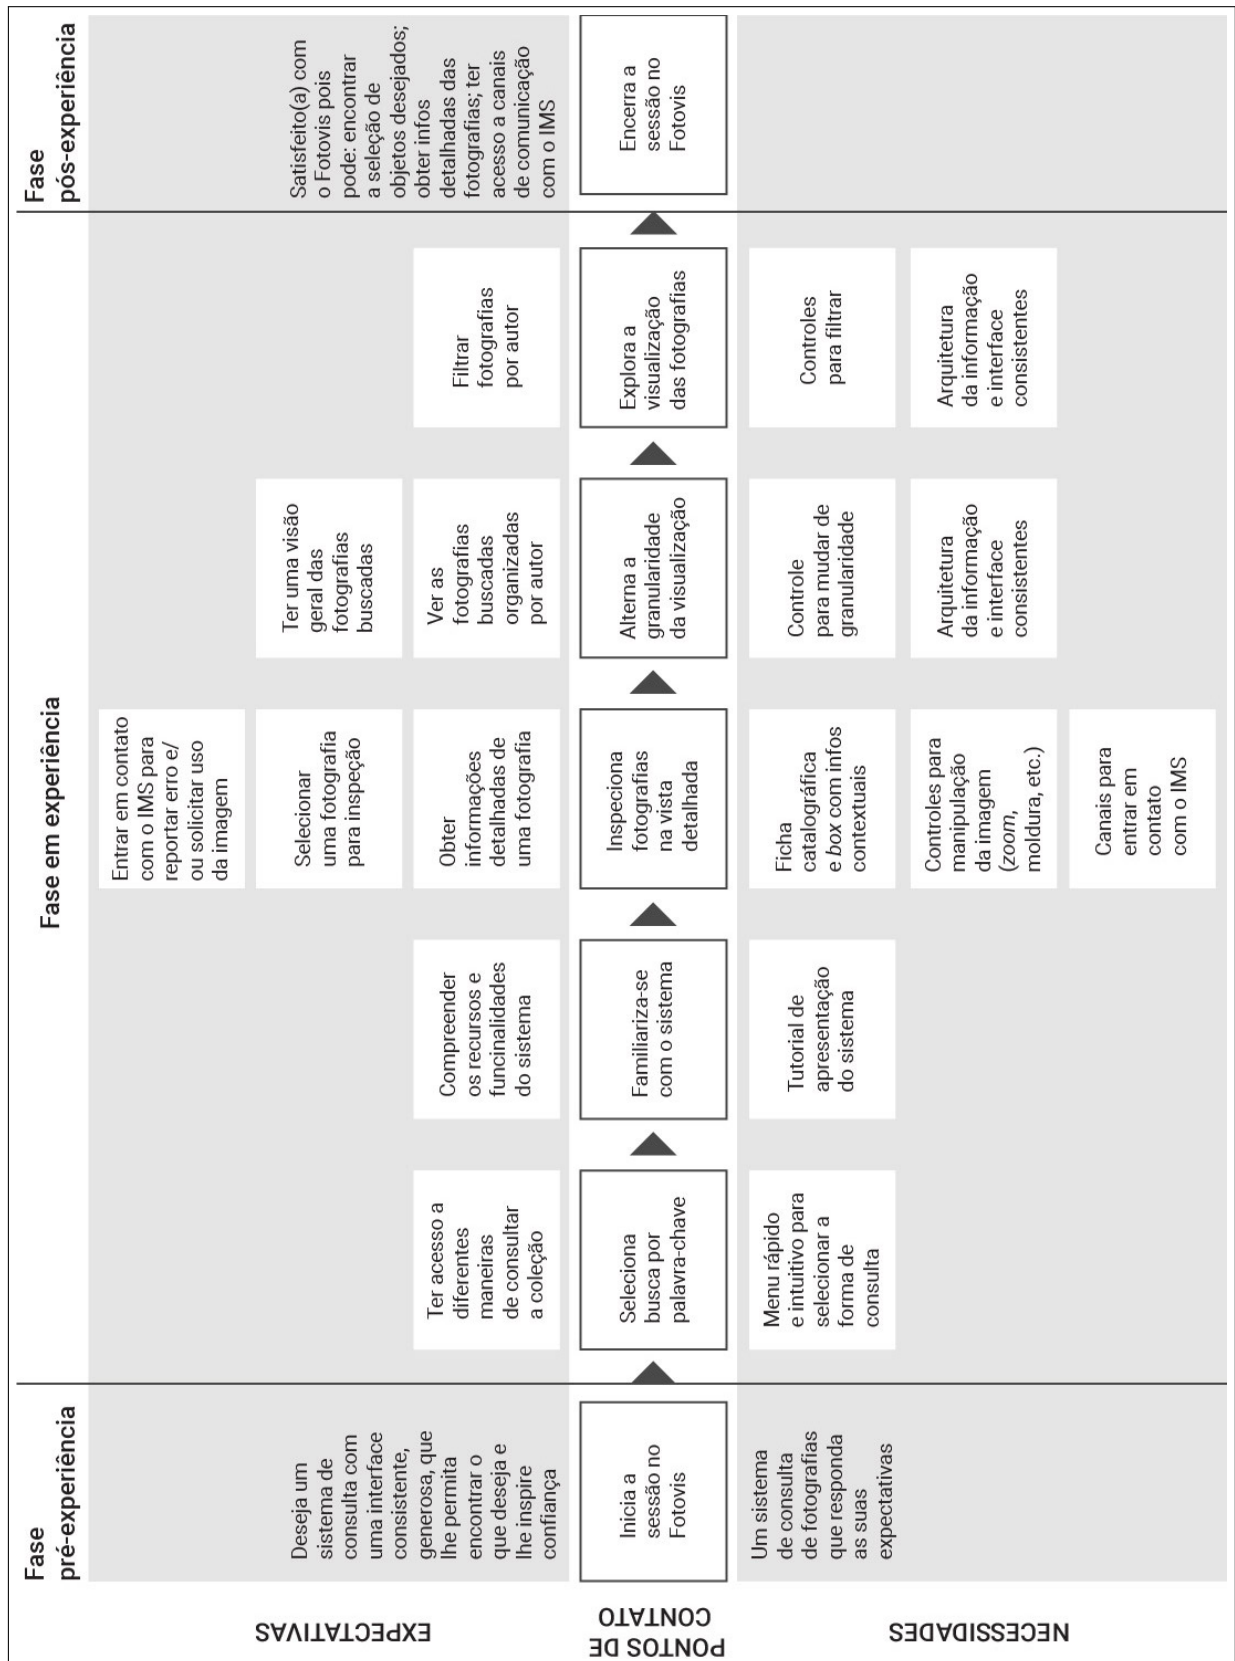 Fase
pré-experiência
Fase em experiência
Fase
pós-experiência
EXPECTATIVAS
Deseja um
sistema de
consulta com
uma interface
consistente,
generosa, que
lhe permita
encontrar o
que deseja e
lhe inspire
confiança
Ter acesso a
diferentes
maneiras
de consultar
a coleção
Compreender
os recursos e
funcinalidades
do sistema
Entrar em contato
com o IMS para
reportar erro e/
ou solicitar uso
da imagem
Selecionar
uma fotografia
para inspeção
Obter
informações
detalhadas de
uma fotografia
Ter uma visão
geral das
fotografias
buscadas
Ver as
fotografias
buscadas
organizadas
por autor
Filtrar
fotografias
por autor
Satisfeito(a) com
o Fotovis pois
pode: encontrar
a seleção de
objetos desejados;
obter infos
detalhadas das
fotografias; ter
acesso a canais
de comunicação
com o IMS
PONTOS DE
CONTATO
Inicia a
sessão no
Fotovis
Seleciona
busca por
palavra-chave
Familiariza-se
com o sistema
Inspeciona
fotografias
na vista
detalhada
Alterna a
granularidade
da visualização
Explora a
visualização
das fotografias
Encerra a
sessão no
Fotovis
NECESSIDADES
Um sistema
de consulta
de fotografias
que responda
as suas
expectativas
Menu rápido
e intuitivo para
selecionar a
forma de
consulta
Tutorial de
apresentação
do sistema
Ficha
catalográfica
e box com infos
contextuais
Controles para
manipulação
da imagem
(zoom,
moldura, etc.)
Canais para
entrar em
contato
com o IMS
Controle
para mudar de
granularidade
Arquitetura
da informação
e interface
consistentes
Controles
para filtrar
Arquitetura
da informação
e interface
consistentes